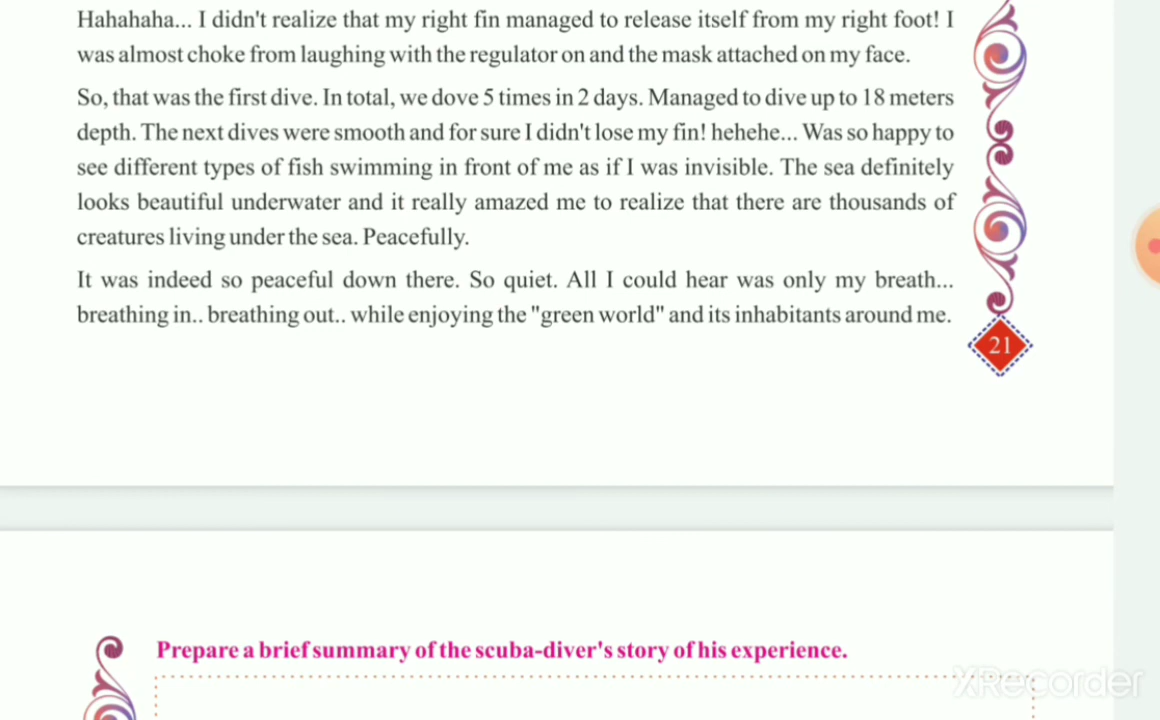 Hahahaha... I didn't realize that my right fin managed to release itself from my right foot! I
was almost choke from laughing with the regulator on and the mask attached on my face.
So, that was the first dive. In total, we dove 5 times in 2 days. Managed to dive up to 18 meters
depth. The next dives were smooth and for sure I didn't lose my fin! hehehe... Was so happy to
see different types of fish swimming in front of me as if I was invisible. The sea definitely
looks beautiful underwater and it really amazed me to realize that there are thousands of
creatures living under the sea. Peacefully.
It was indeed so peaceful down there. So quiet. All I could hear was only my breath...
breathing in.. breathing out.. while enjoying the "green world" and its inhabitants around me.
21
Prepare a brief summary of the scuba-diver's story of his experience.
XRecorder